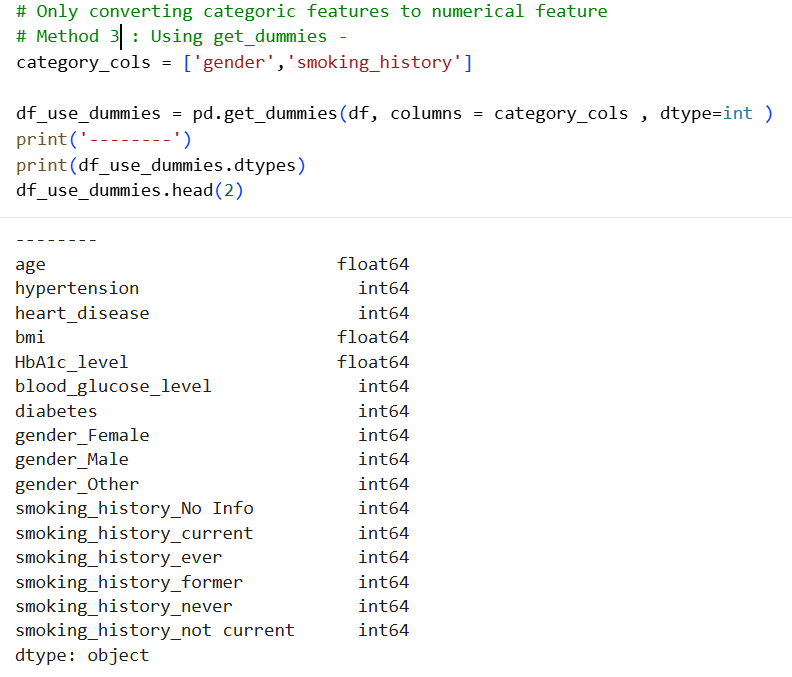 # Only converting categoric features to numerical feature
# Method 3 : Using get_dummies -
category_cols = ['gender','smoking_history']
df_use_dummies = pd.get_dummies(df, columns = category_cols , dtype=int )
print('--------')
print(df_use_dummies.dtypes)
df_use_dummies.head(2)
--------
age float64
hypertension int64
heart_disease int64
bmi float64
HbA1c_level float64
blood_glucose_level int64
diabetes int64
gender_Female int64
gender_Male int64
gender_Other int64
smoking_history_No Info int64
smoking_history_current int64
smoking_history_ever int64
smoking_history_former int64
smoking_history_never int64
smoking_history_not current int64
dtype: object